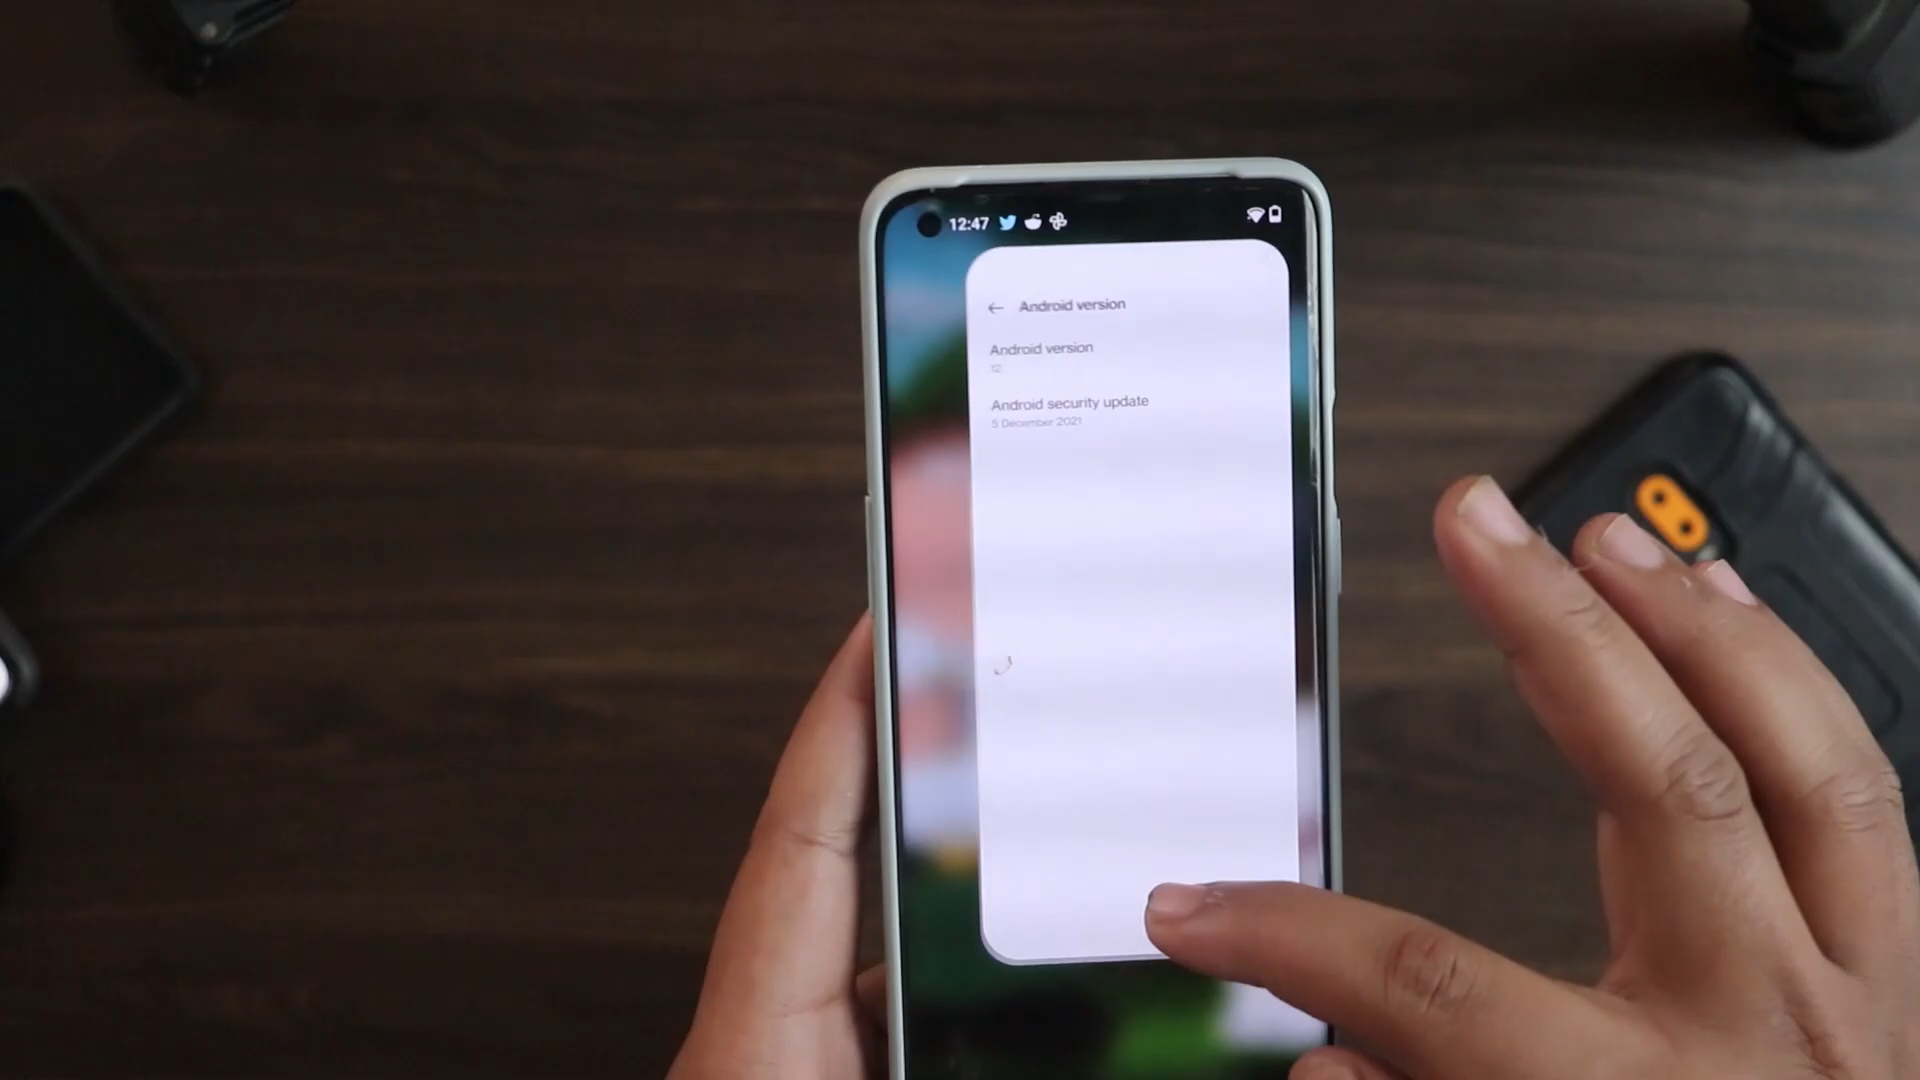 12:47
Android version
Android version
12
Android security update
5 December 2021